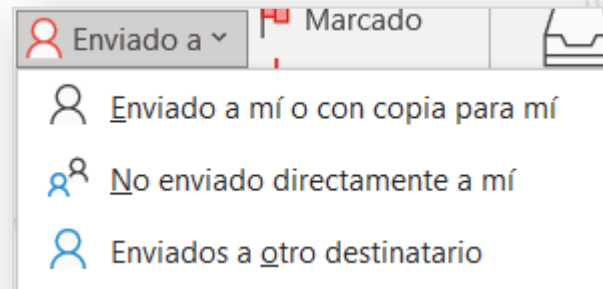 Enviado a
Marcado
Enviado a mí o con copia para mí
No enviado directamente a mí
Enviados a otro destinatario